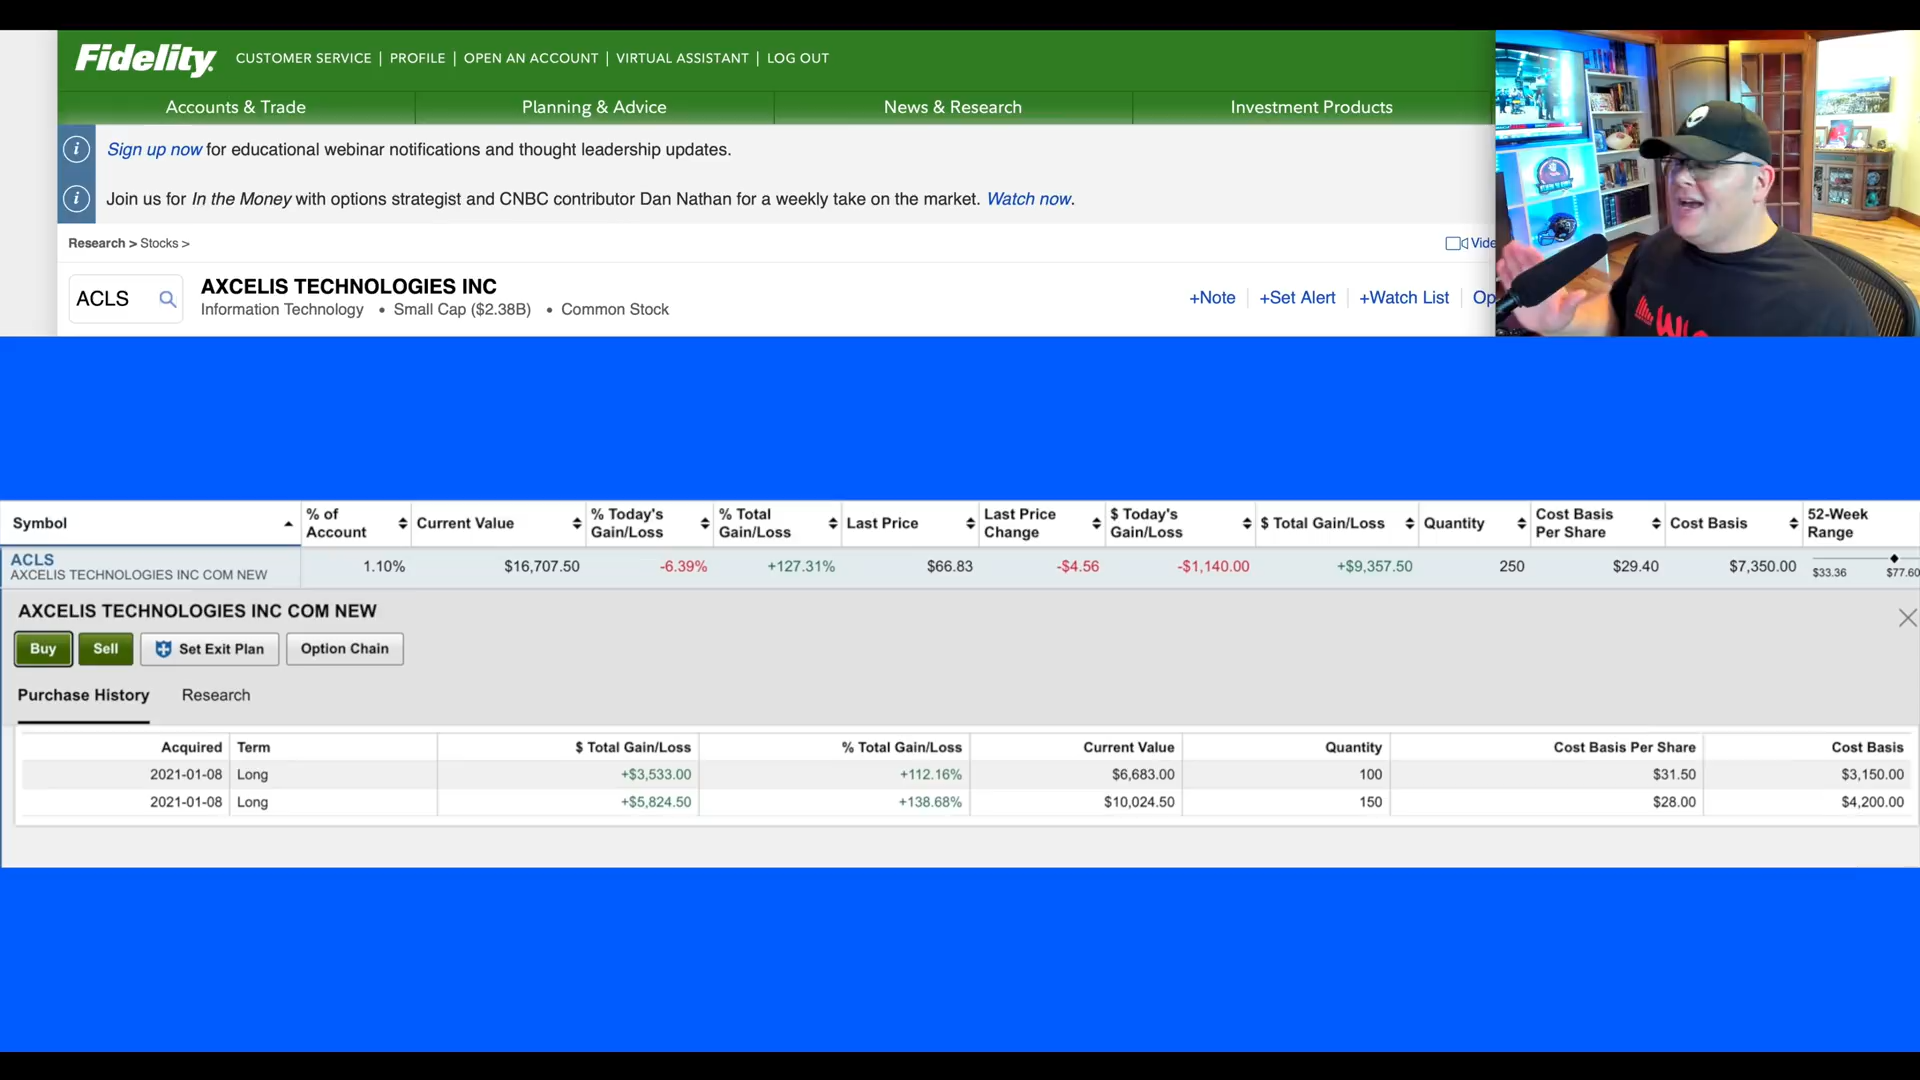 Fidelity.
CUSTOMER SERVICE | PROFILE | OPEN AN ACCOUNT | VIRTUAL ASSISTANT | LOG OUT
Accounts & Trade Planning & Advice News & Research Investment Products
Sign up now for educational webinar notifications and thought leadership updates.
Join us for In the Money with options strategist and CNBC contributor Dan Nathan for a weekly take on the market. Watch now.
Research > Stocks >
Vide
ACLS
AXCELIS TECHNOLOGIES INC
Information Technology • Small Cap ($2.38B) • Common Stock
+Note +Set Alert +Watch List Op
Symbol % of Account Current Value % Today's Gain/Loss % Total Gain/Loss Last Price Last Price Change $ Today's Gain/Loss $ Total Gain/Loss Quantity Cost Basis Per Share Cost Basis 52-Week Range
ACLS
AXCELIS TECHNOLOGIES INC COM NEW
1.10% $16,707.50 -6.39% +127.31% $66.83 -$4.56 -$1,140.00 +$9,357.50 250 $29.40 $7,350.00 $33.36 $77.60
AXCELIS TECHNOLOGIES INC COM NEW
Buy Sell Set Exit Plan Option Chain
Purchase History Research
Acquired Term $ Total Gain/Loss % Total Gain/Loss Current Value Quantity Cost Basis Per Share Cost Basis
2021-01-08 Long +$3,533.00 +112.16% $6,683.00 100 $31.50 $3,150.00
2021-01-08 Long +$5,824.50 +138.68% $10,024.50 150 $28.00 $4,200.00